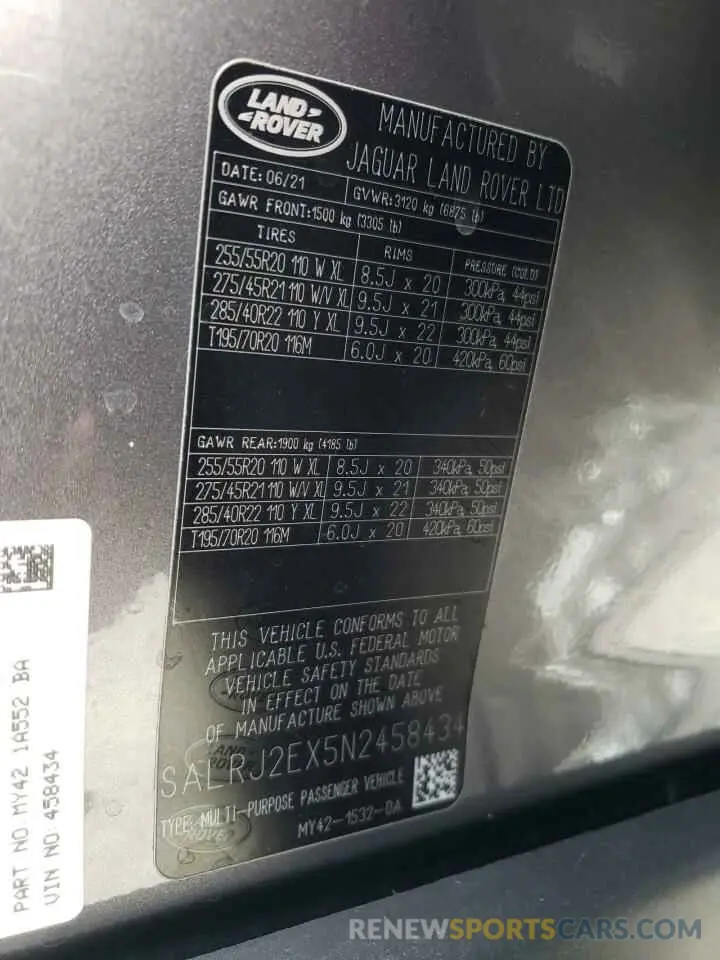 LAND ROVER
MANUFACTURED BY
JAGUAR LAND ROVER LTD
DATE: 06/21 GVWR: 3120 kg (6875 lb)
GAWR FRONT: 1500 kg (3305 lb)
TIRES RIMS PRESSURE (COLD)
255/55R20 110 W XL 8.5J x 20 300kPa, 44psi
275/45R21 110 W/V XL 9.5J x 21 300kPa, 44psi
285/40R22 110 Y XL 9.5J x 22 300kPa, 44psi
T195/70R20 116M 6.0J x 20 420kPa, 60psi
GAWR REAR: 1900 kg (4185 lb)
255/55R20 110 W XL 8.5J x 20 340kPa, 50psi
275/45R21 110 W/V XL 9.5J x 21 340kPa, 50psi
285/40R22 110 Y XL 9.5J x 22 340kPa, 50psi
T195/70R20 116M 6.0J x 20 420kPa, 60psi
THIS VEHICLE CONFORMS TO ALL
APPLICABLE U.S. FEDERAL MOTOR
VEHICLE SAFETY STANDARDS
IN EFFECT ON THE DATE
OF MANUFACTURE SHOWN ABOVE
SALRJ2EX5N2458434
TYPE: MULTI-PURPOSE PASSENGER VEHICLE
MY42-1532-DA
PART NO MY42 1A552 BA
VIN NO: 458434
RENEWSPORTSCARS.COM